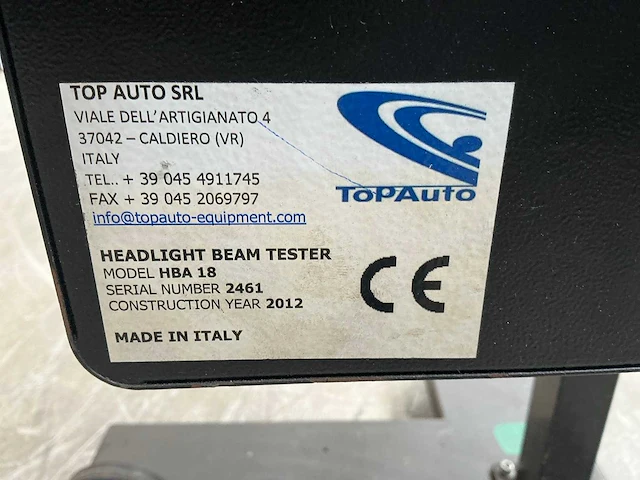 TOP AUTO SRL
VIALE DELL'ARTIGIANATO 4
37042 – CALDIERO (VR)
ITALY
TEL.. + 39 045 4911745
FAX + 39 045 2069797
info@topauto-equipment.com
TOPAUTO
HEADLIGHT BEAM TESTER
MODEL HBA 18
SERIAL NUMBER 2461
CONSTRUCTION YEAR 2012
CE
MADE IN ITALY